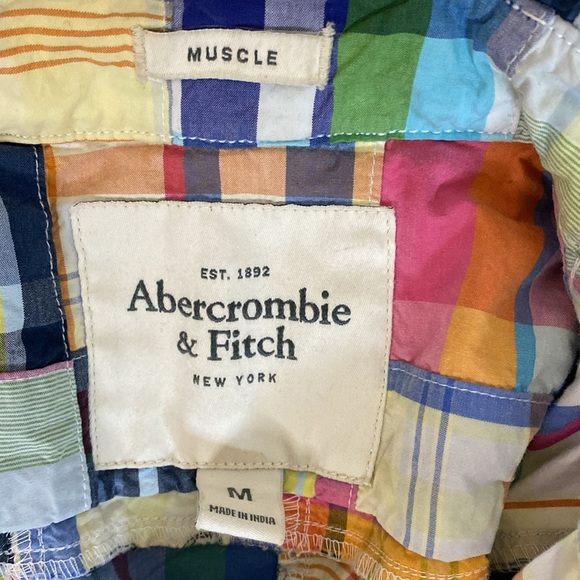 MUSCLE
EST. 1892
Abercrombie
& Fitch
NEW YORK
M
MADE IN INDIA